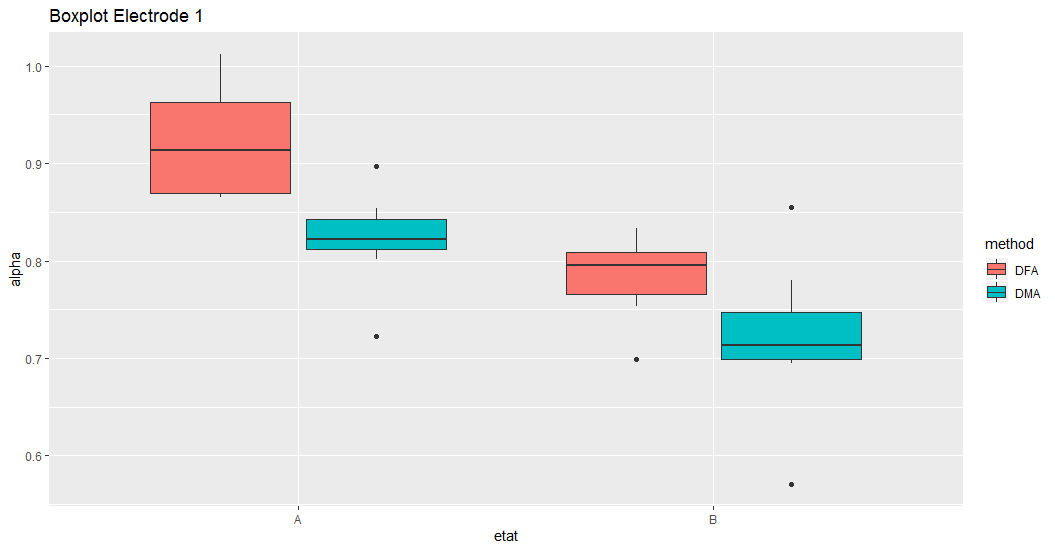 Boxplot Electrode 1
1.0
0.9
0.8
0.7
0.6
alpha
A
B
etat
method
DFA
DMA